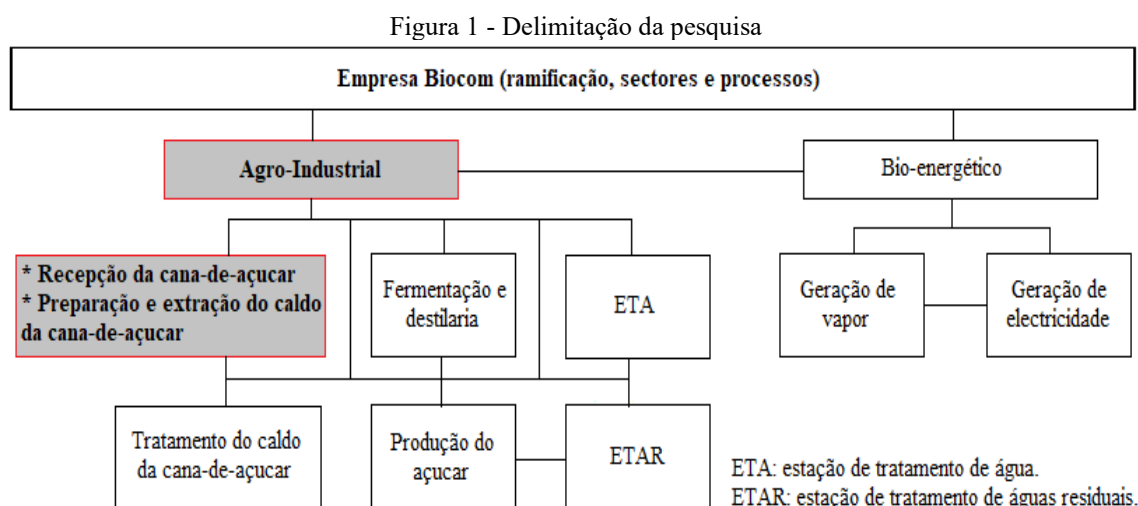 Figura 1 - Delimitação da pesquisa
Empresa Biocom (ramificação, sectores e processos)
Agro-Industrial
Bio-energético
* Recepção da cana-de-açucar
* Preparação e extração do caldo
da cana-de-açucar
Fermentação e
destilaria
ETA
Geração de
vapor
Geração de
electricidade
Tratamento do caldo
da cana-de-açucar
Produção do
açucar
ETAR
ETA: estação de tratamento de água.
ETAR: estação de tratamento de águas residuais.